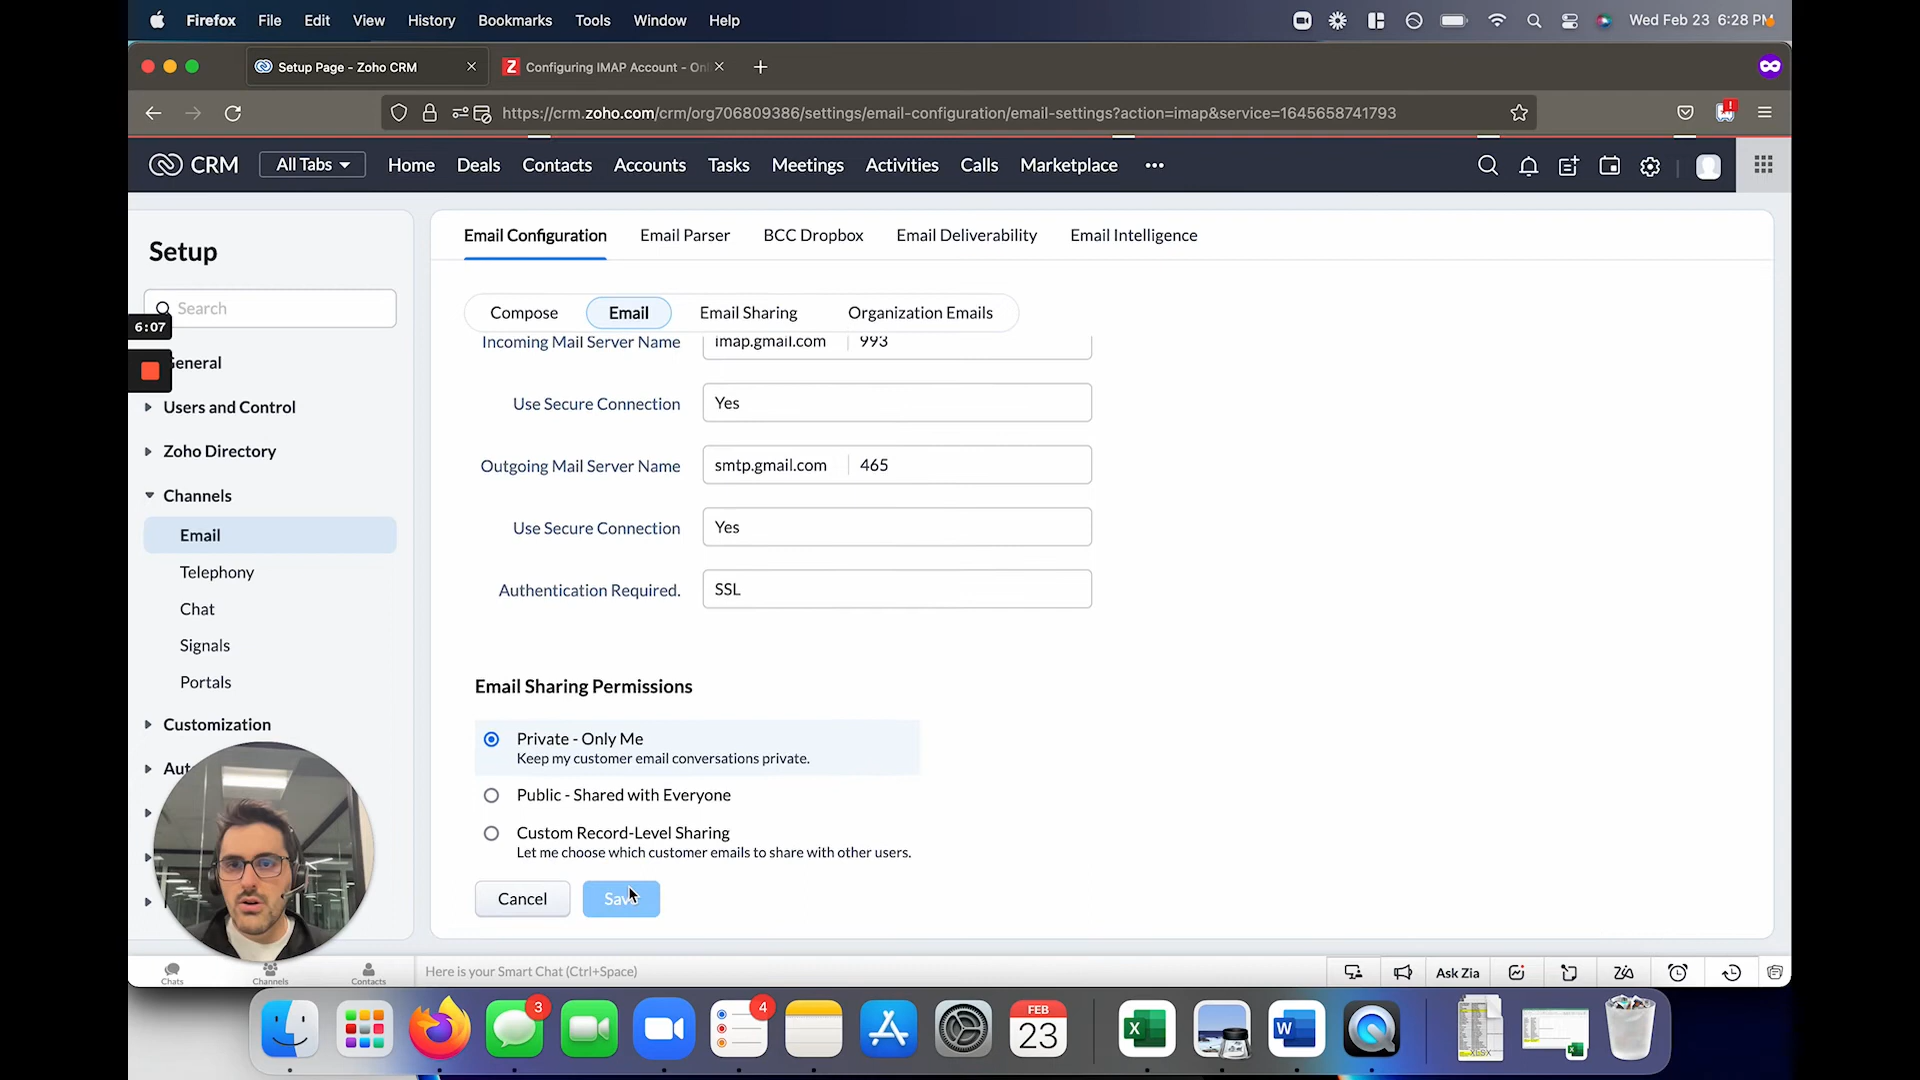 Firefox File Edit View History Bookmarks Tools Window Help Wed Feb 23 6:28 PM
Setup Page - Zoho CRM Configuring IMAP Account - Onl
https://crm.zoho.com/crm/org706809386/settings/email-configuration/email-settings?action=imap&service=1645658741793
CRM All Tabs Home Deals Contacts Accounts Tasks Meetings Activities Calls Marketplace
Setup
Search
6:07
General
Users and Control
Zoho Directory
Channels
Email
Telephony
Chat
Signals
Portals
Customization
Aut
Email Configuration Email Parser BCC Dropbox Email Deliverability Email Intelligence
Compose Email Email Sharing Organization Emails
Incoming Mail Server Name imap.gmail.com 993
Use Secure Connection Yes
Outgoing Mail Server Name smtp.gmail.com 465
Use Secure Connection Yes
Authentication Required. SSL
Email Sharing Permissions
Private - Only Me
Keep my customer email conversations private.
Public - Shared with Everyone
Custom Record-Level Sharing
Let me choose which customer emails to share with other users.
Cancel Save
Chats Channels Contacts Here is your Smart Chat (Ctrl+Space) Ask Zia
3 4 FEB 23 X W XLSX